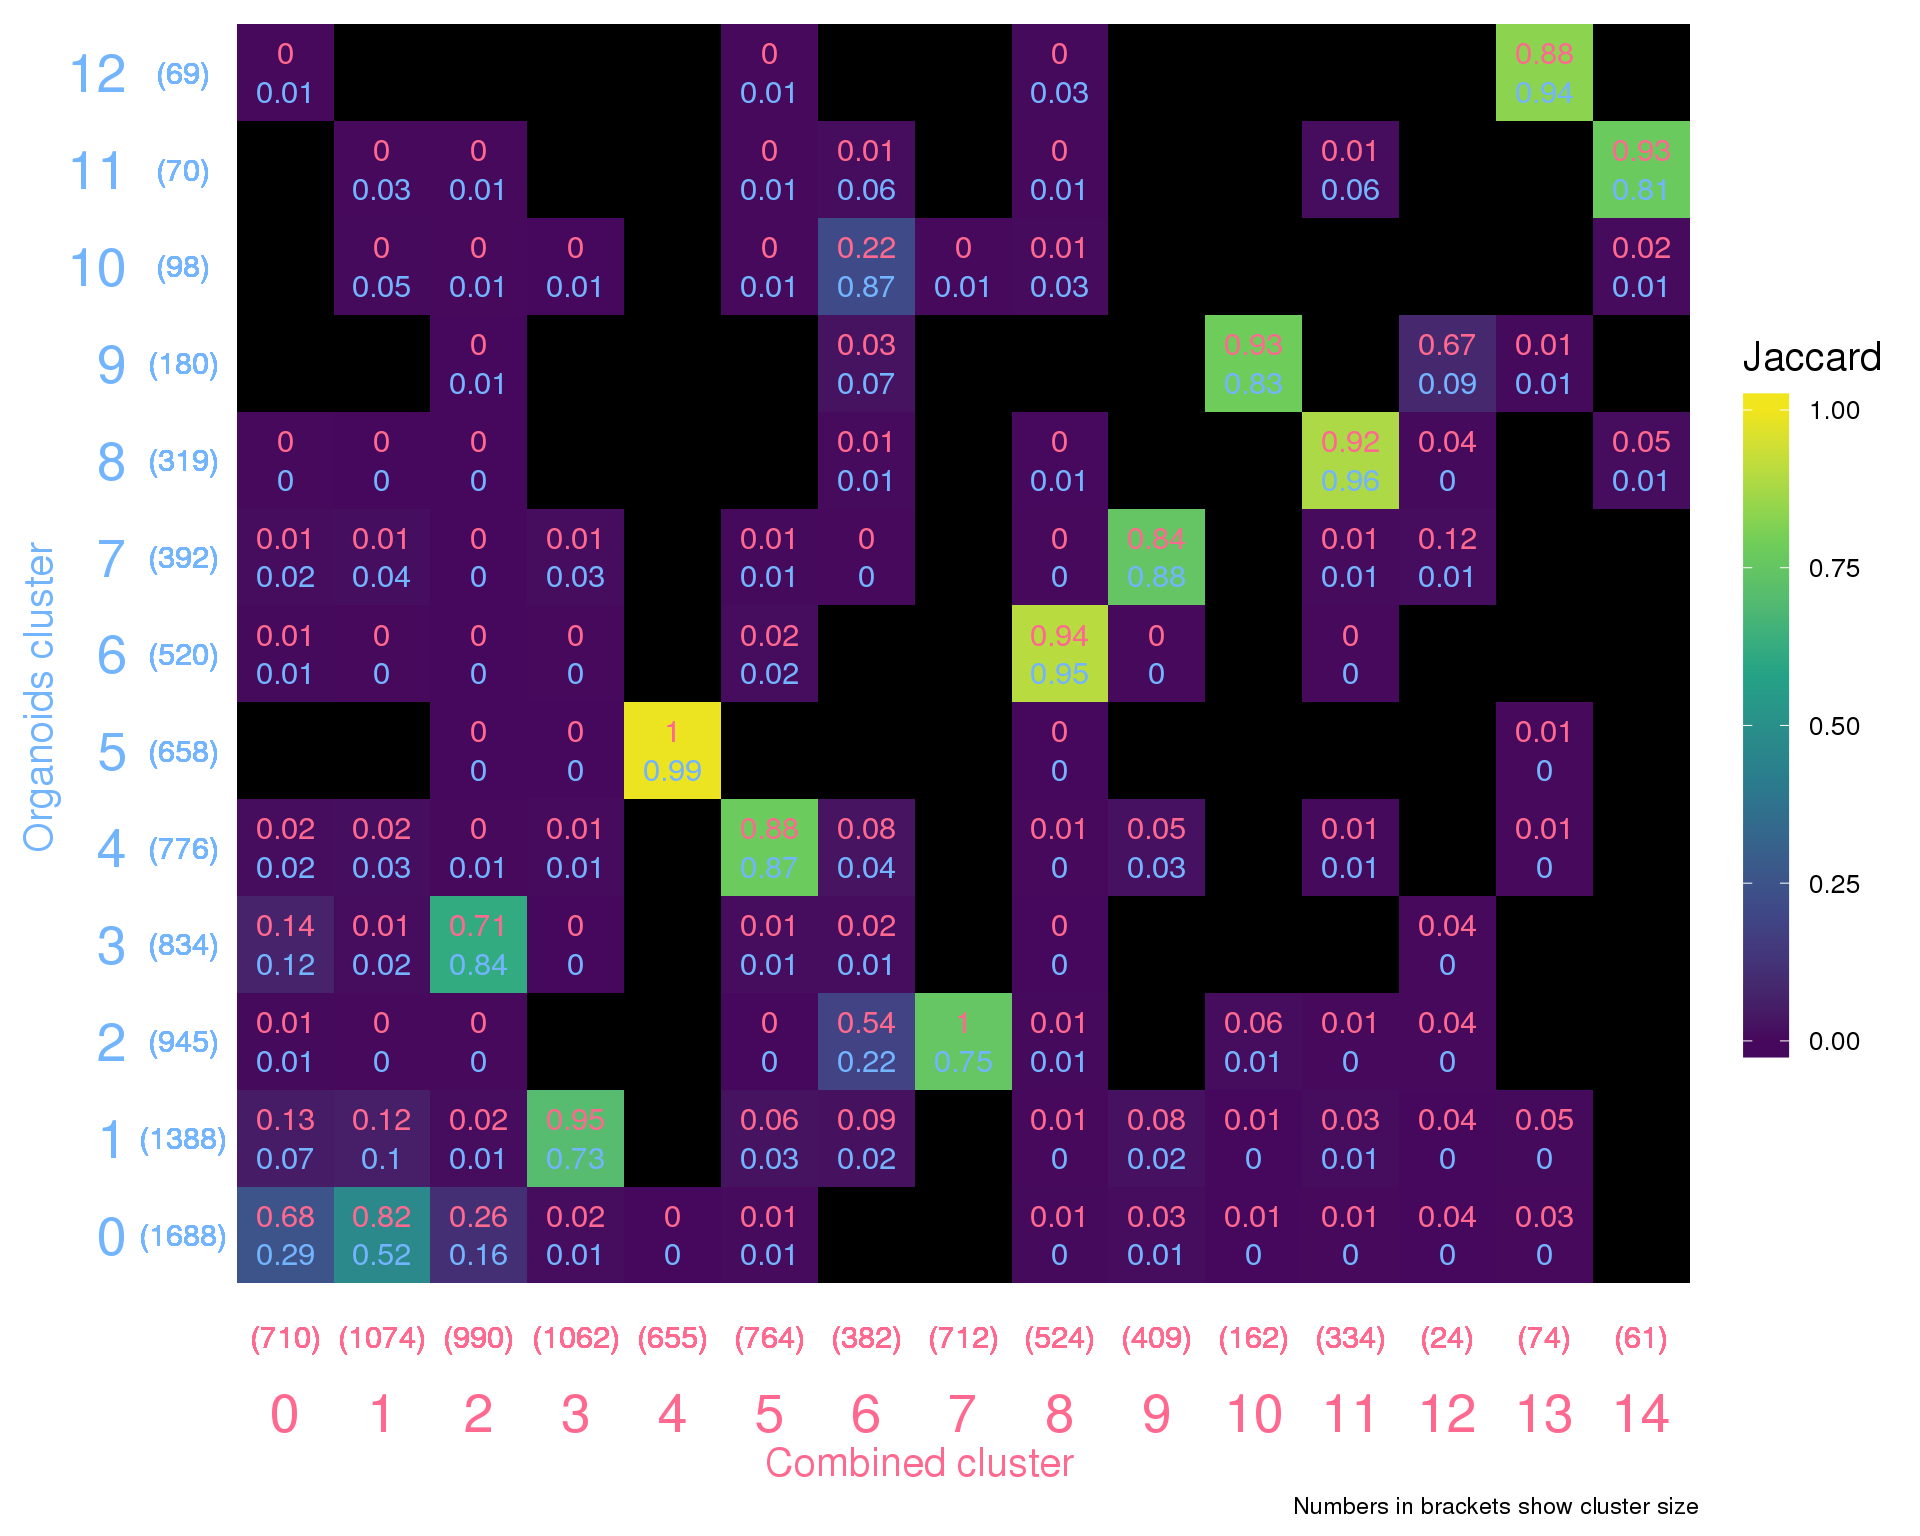 12 (69) 0 0 0 0.88
0.01 0.01 0.03 0.94
11 (70) 0 0 0 0.01 0 0.01 0.93
0.03 0.01 0.01 0.06 0.01 0.06 0.81
10 (98) 0 0 0 0 0.22 0 0.01 0.02
0.05 0.01 0.01 0.01 0.87 0.01 0.03 0.01
9 (180) 0 0.03 0.93 0.67 0.01
0.01 0.07 0.83 0.09 0.01
8 (319) 0 0 0 0.01 0 0.92 0.04 0.05
0 0 0 0.01 0.01 0.96 0 0.01
7 (392) 0.01 0.01 0 0.01 0.01 0 0 0.84 0.01 0.12
0.02 0.04 0 0.03 0.01 0 0 0.88 0.01 0.01
6 (520) 0.01 0 0 0 0.02 0.94 0 0
0.01 0 0 0 0.02 0.95 0 0
5 (658) 0 0 1 0 0.01
0 0 0.99 0 0
4 (776) 0.02 0.02 0 0.01 0.88 0.08 0.01 0.05 0.01 0.01
0.02 0.03 0.01 0.01 0.87 0.04 0 0.03 0.01 0
3 (834) 0.14 0.01 0.71 0 0.01 0.02 0 0.04
0.12 0.02 0.84 0 0.01 0.01 0 0
2 (945) 0.01 0 0 0 0.54 1 0.01 0.06 0.01 0.04
0.01 0 0 0 0.22 0.75 0.01 0.01 0 0
1 (1388) 0.13 0.12 0.02 0.95 0.06 0.09 0.01 0.08 0.01 0.03 0.04 0.05
0.07 0.1 0.01 0.73 0.03 0.02 0 0.02 0 0.01 0 0
0 (1688) 0.68 0.82 0.26 0.02 0 0.01 0.01 0.03 0.01 0.01 0.04 0.03
0.29 0.52 0.16 0.01 0 0.01 0 0.01 0 0 0 0
(710) (1074) (990) (1062) (655) (764) (382) (712) (524) (409) (162) (334) (24) (74) (61)
0 1 2 3 4 5 6 7 8 9 10 11 12 13 14
Combined cluster
Organoids cluster
Jaccard
1.00
0.75
0.50
0.25
0.00
Numbers in brackets show cluster size